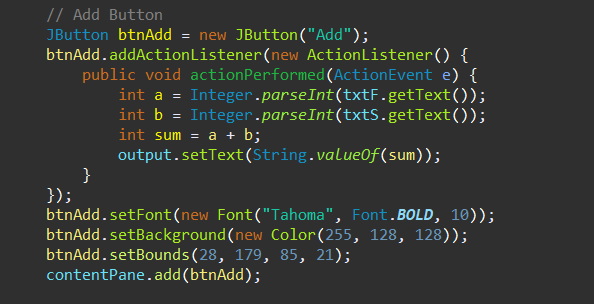 // Add Button
JButton btnAdd = new JButton("Add");
btnAdd.addActionListener(new ActionListener() {
    public void actionPerformed(ActionEvent e) {
        int a = Integer.parseInt(txtF.getText());
        int b = Integer.parseInt(txtS.getText());
        int sum = a + b;
        output.setText(String.valueOf(sum));
    }
});
btnAdd.setFont(new Font("Tahoma", Font.BOLD, 10));
btnAdd.setBackground(new Color(255, 128, 128));
btnAdd.setBounds(28, 179, 85, 21);
contentPane.add(btnAdd);